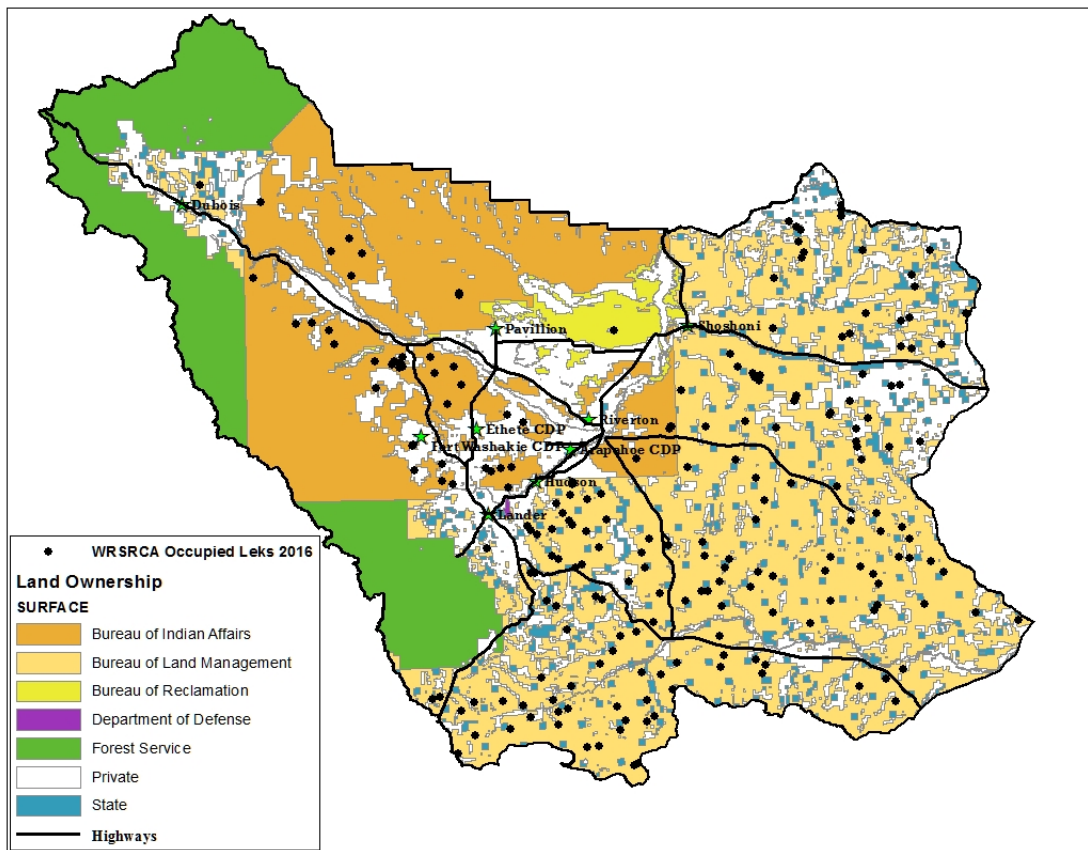 Dubois
Pavillion
Shoshoni
Riverton
Ethete CDP
Fort Washakie CDP
Arapahoe CDP
Hudson
Lander
WRSRCA Occupied Leks 2016
Land Ownership
SURFACE
Bureau of Indian Affairs
Bureau of Land Management
Bureau of Reclamation
Department of Defense
Forest Service
Private
State
Highways